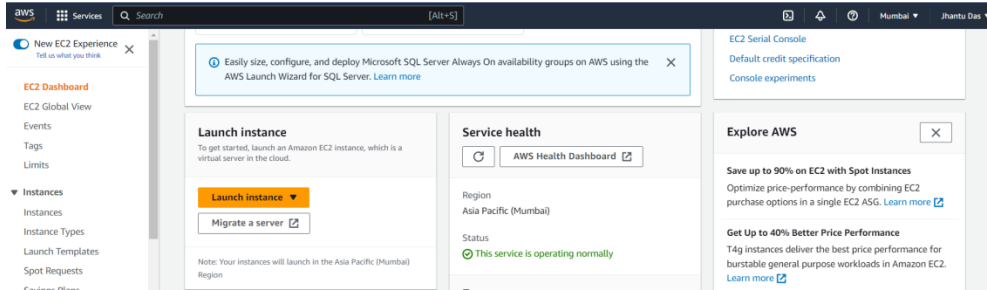 aws
Services
Search
[Alt+S]
Mumbai
Jhantu Das
New EC2 Experience
Tell us what you think
EC2 Dashboard
EC2 Global View
Events
Tags
Limits
Instances
Instances
Instance Types
Launch Templates
Spot Requests
Savings Plans
Easily size, configure, and deploy Microsoft SQL Server Always On availability groups on AWS using the
AWS Launch Wizard for SQL Server. Learn more
Launch instance
To get started, launch an Amazon EC2 instance, which is a
virtual server in the cloud.
Launch instance
Migrate a server
Note: Your instances will launch in the Asia Pacific (Mumbai)
Region
Service health
AWS Health Dashboard
Region
Asia Pacific (Mumbai)
Status
This service is operating normally
EC2 Serial Console
Default credit specification
Console experiments
Explore AWS
Save up to 90% on EC2 with Spot Instances
Optimize price-performance by combining EC2
purchase options in a single EC2 ASG. Learn more
Get Up to 40% Better Price Performance
T4g instances deliver the best price performance for
burstable general purpose workloads in Amazon EC2.
Learn more